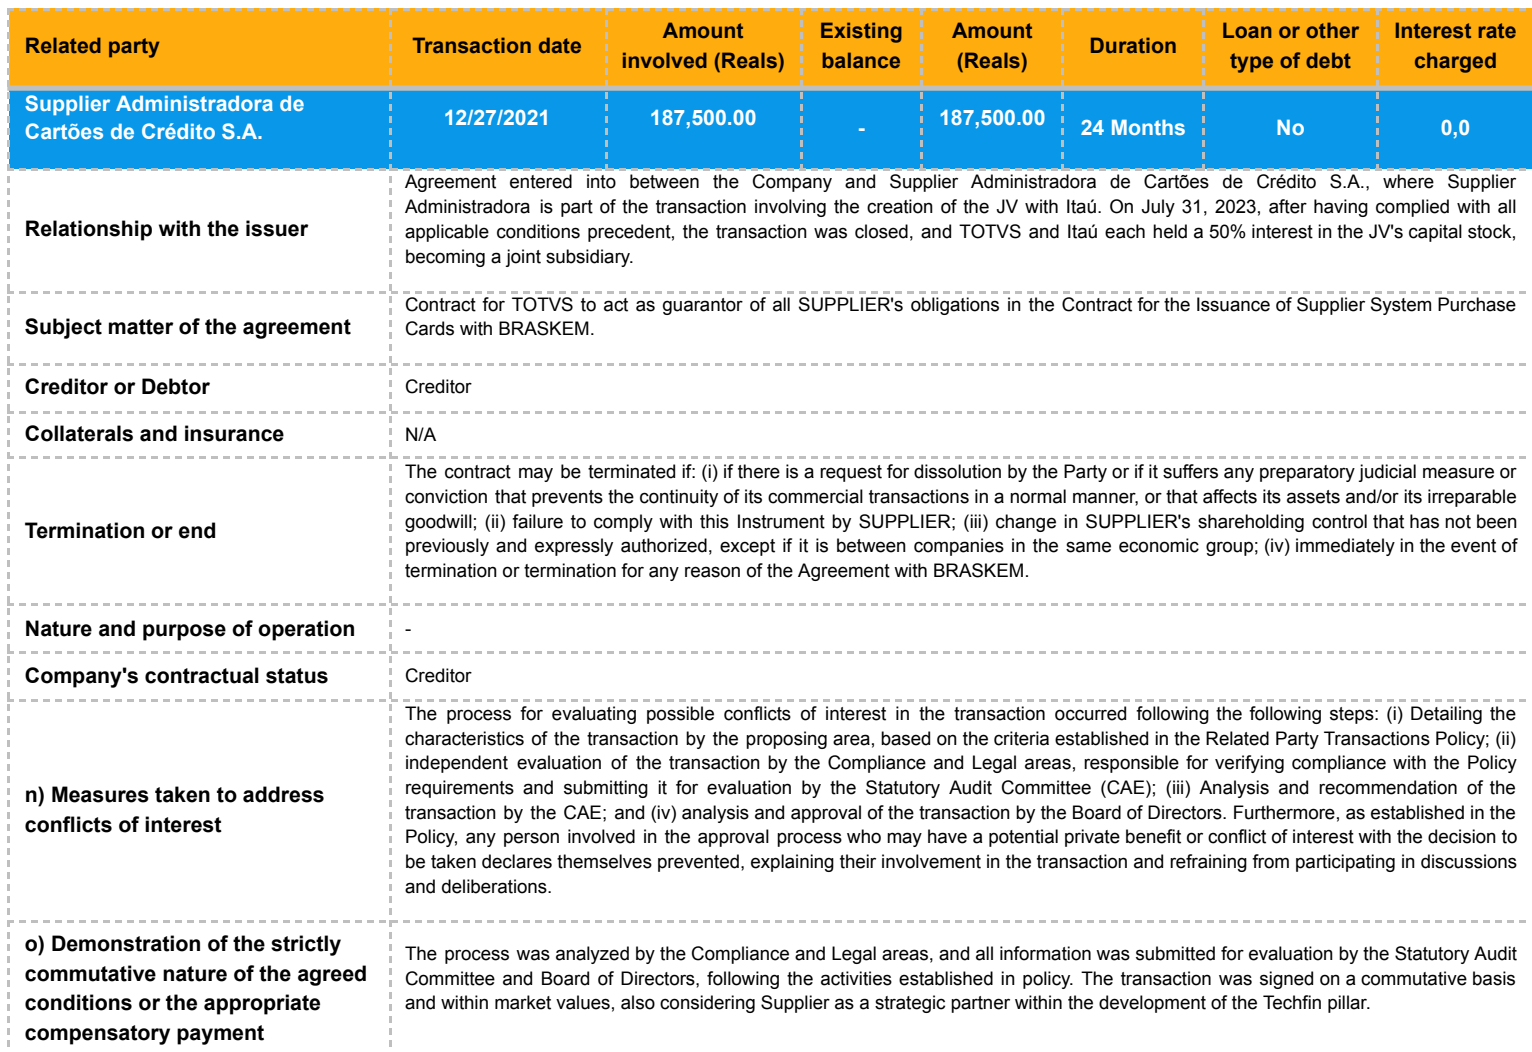 Related party
Transaction date
Amount
involved (Reals)
Existing
balance
Amount
(Reals)
Duration
Loan or other
type of debt
Interest rate
charged
Supplier Administradora de
Cartões de Crédito S.A.
12/27/2021
187,500.00
-
187,500.00
24 Months
No
0,0
Relationship with the issuer
Agreement entered into between the Company and Supplier Administradora de Cartões de Crédito S.A., where Supplier
Administradora is part of the transaction involving the creation of the JV with Itaú. On July 31, 2023, after having complied with all
applicable conditions precedent, the transaction was closed, and TOTVS and Itaú each held a 50% interest in the JV's capital stock,
becoming a joint subsidiary.
Subject matter of the agreement
Contract for TOTVS to act as guarantor of all SUPPLIER's obligations in the Contract for the Issuance of Supplier System Purchase
Cards with BRASKEM.
Creditor or Debtor
Creditor
Collaterals and insurance
N/A
Termination or end
The contract may be terminated if: (i) if there is a request for dissolution by the Party or if it suffers any preparatory judicial measure or
conviction that prevents the continuity of its commercial transactions in a normal manner, or that affects its assets and/or its irreparable
goodwill; (ii) failure to comply with this Instrument by SUPPLIER; (iii) change in SUPPLIER's shareholding control that has not been
previously and expressly authorized, except if it is between companies in the same economic group; (iv) immediately in the event of
termination or termination for any reason of the Agreement with BRASKEM.
Nature and purpose of operation
-
Company's contractual status
Creditor
n) Measures taken to address
conflicts of interest
The process for evaluating possible conflicts of interest in the transaction occurred following the following steps: (i) Detailing the
characteristics of the transaction by the proposing area, based on the criteria established in the Related Party Transactions Policy; (ii)
independent evaluation of the transaction by the Compliance and Legal areas, responsible for verifying compliance with the Policy
requirements and submitting it for evaluation by the Statutory Audit Committee (CAE); (iii) Analysis and recommendation of the
transaction by the CAE; and (iv) analysis and approval of the transaction by the Board of Directors. Furthermore, as established in the
Policy, any person involved in the approval process who may have a potential private benefit or conflict of interest with the decision to
be taken declares themselves prevented, explaining their involvement in the transaction and refraining from participating in discussions
and deliberations.
o) Demonstration of the strictly
commutative nature of the agreed
conditions or the appropriate
compensatory payment
The process was analyzed by the Compliance and Legal areas, and all information was submitted for evaluation by the Statutory Audit
Committee and Board of Directors, following the activities established in policy. The transaction was signed on a commutative basis
and within market values, also considering Supplier as a strategic partner within the development of the Techfin pillar.